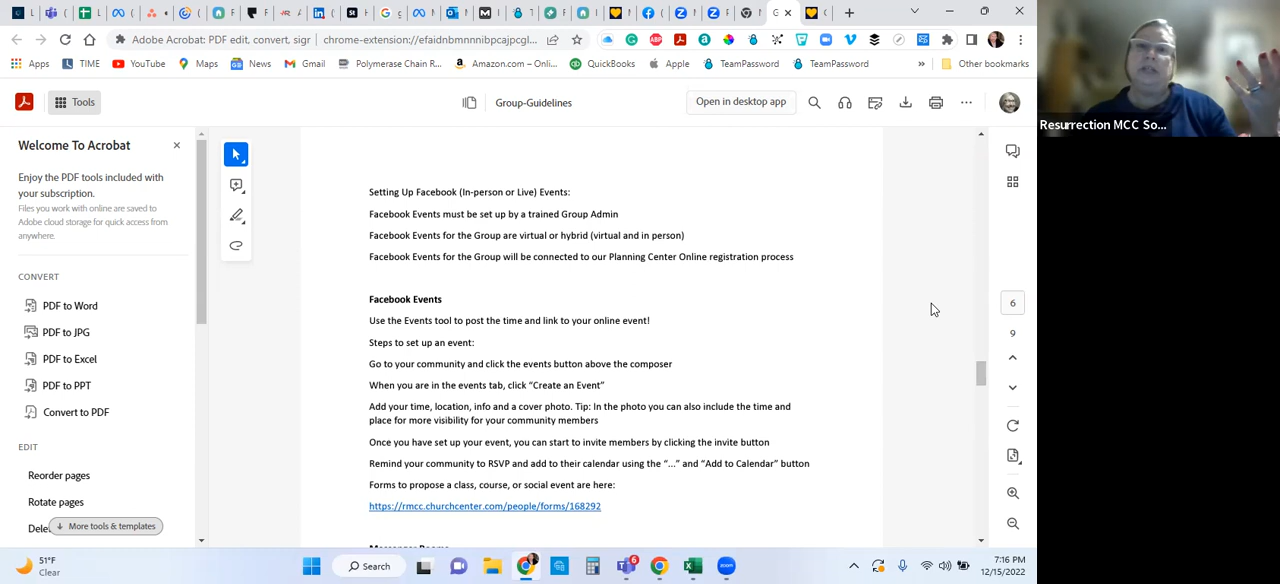 Adobe Acrobat: PDF edit, convert, sigr
chrome-extension://efaidnbmnnnibpcajpcgl...
Apps
TIME
YouTube
Maps
News
Gmail
Polymerase Chain R...
Amazon.com – Onli...
QuickBooks
Apple
TeamPassword
TeamPassword
»
Other bookmarks
Tools
Group-Guidelines
Open in desktop app
Resurrection MCC So...
Welcome To Acrobat
Enjoy the PDF tools included with
your subscription.
Files you work with online are saved to
Adobe cloud storage for quick access from
anywhere.
CONVERT
PDF to Word
PDF to JPG
PDF to Excel
PDF to PPT
Convert to PDF
EDIT
Reorder pages
Rotate pages
Dele
More tools & templates
Setting Up Facebook (In-person or Live) Events:
Facebook Events must be set up by a trained Group Admin
Facebook Events for the Group are virtual or hybrid (virtual and in person)
Facebook Events for the Group will be connected to our Planning Center Online registration process
Facebook Events
Use the Events tool to post the time and link to your online event!
Steps to set up an event:
Go to your community and click the events button above the composer
When you are in the events tab, click “Create an Event”
Add your time, location, info and a cover photo. Tip: In the photo you can also include the time and
place for more visibility for your community members
Once you have set up your event, you can start to invite members by clicking the invite button
Remind your community to RSVP and add to their calendar using the “...” and “Add to Calendar” button
Forms to propose a class, course, or social event are here:
https://rmcc.churchcenter.com/people/forms/168292
6
9
51°F
Clear
Search
6
zoom
7:16 PM
12/15/2022